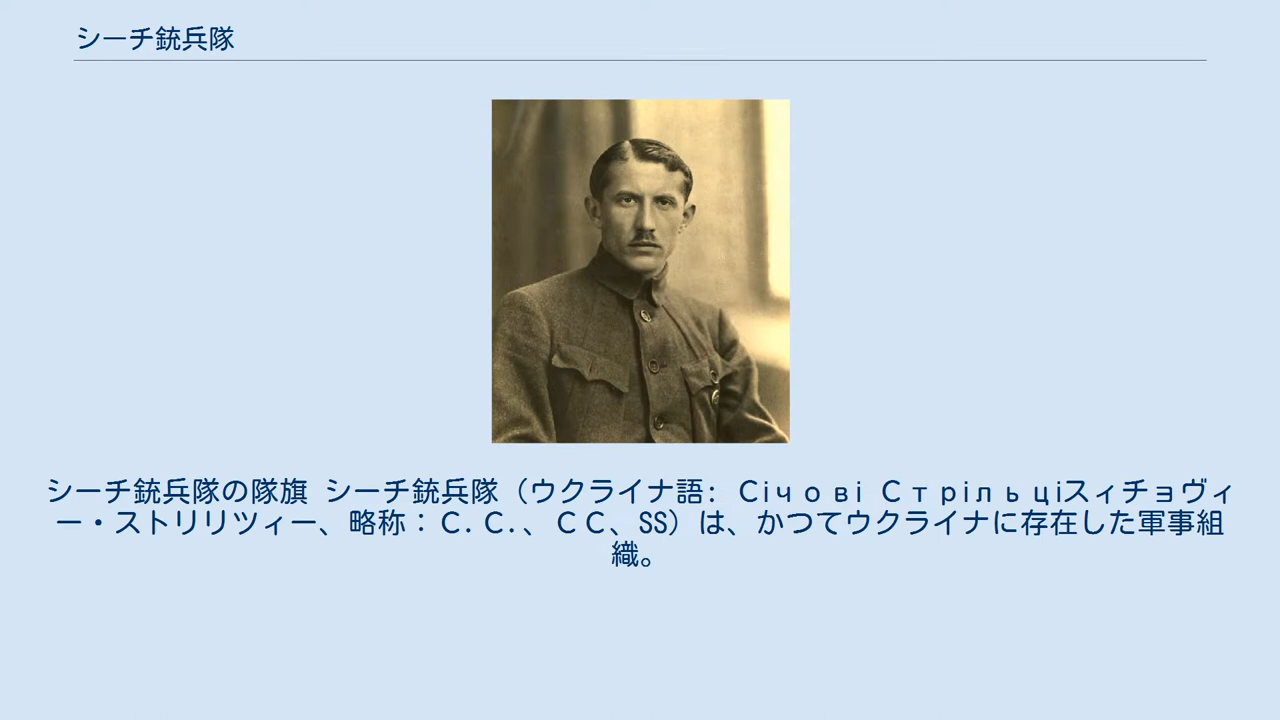 シーチ銃兵隊
シーチ銃兵隊の隊旗 シーチ銃兵隊（ウクライナ語: Січові Стрільціスィチョヴィ
ー・ストリリツィー、略称：С.С.、СС、SS）は、かつてウクライナに存在した軍事組
織。